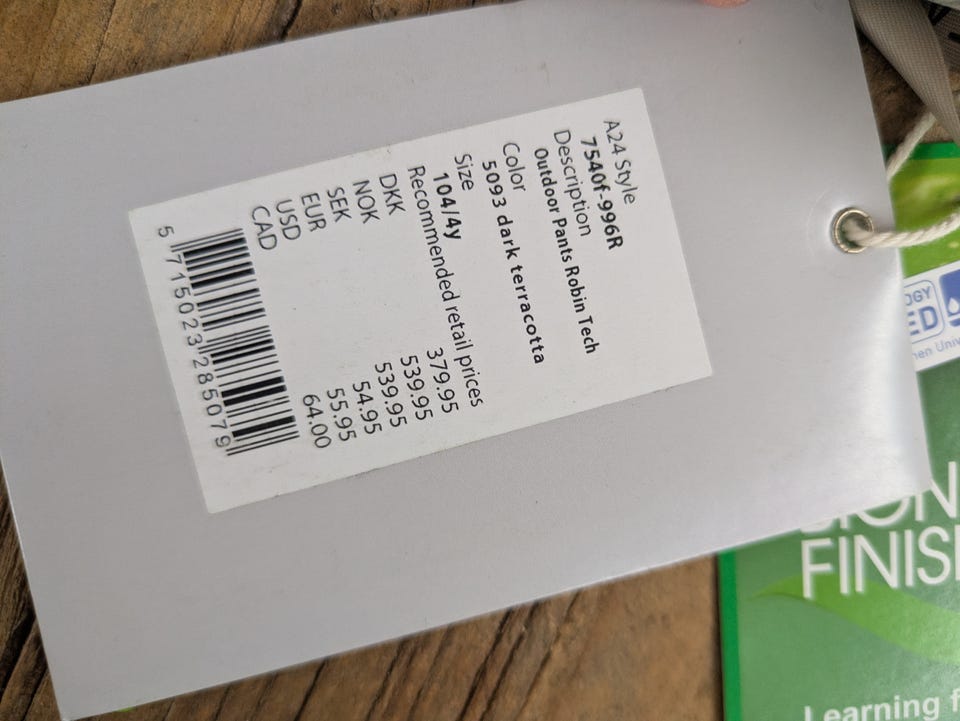 A24 Style
7540f-996R
Description
Outdoor Pants Robin Tech
Color
5093 dark terracotta
Size
104/4y
Recommended retail prices
DKK 379.95
NOK 539.95
SEK 539.95
EUR 54.95
USD 55.95
CAD 64.00
5 715023 285079
FINIS
Learning f